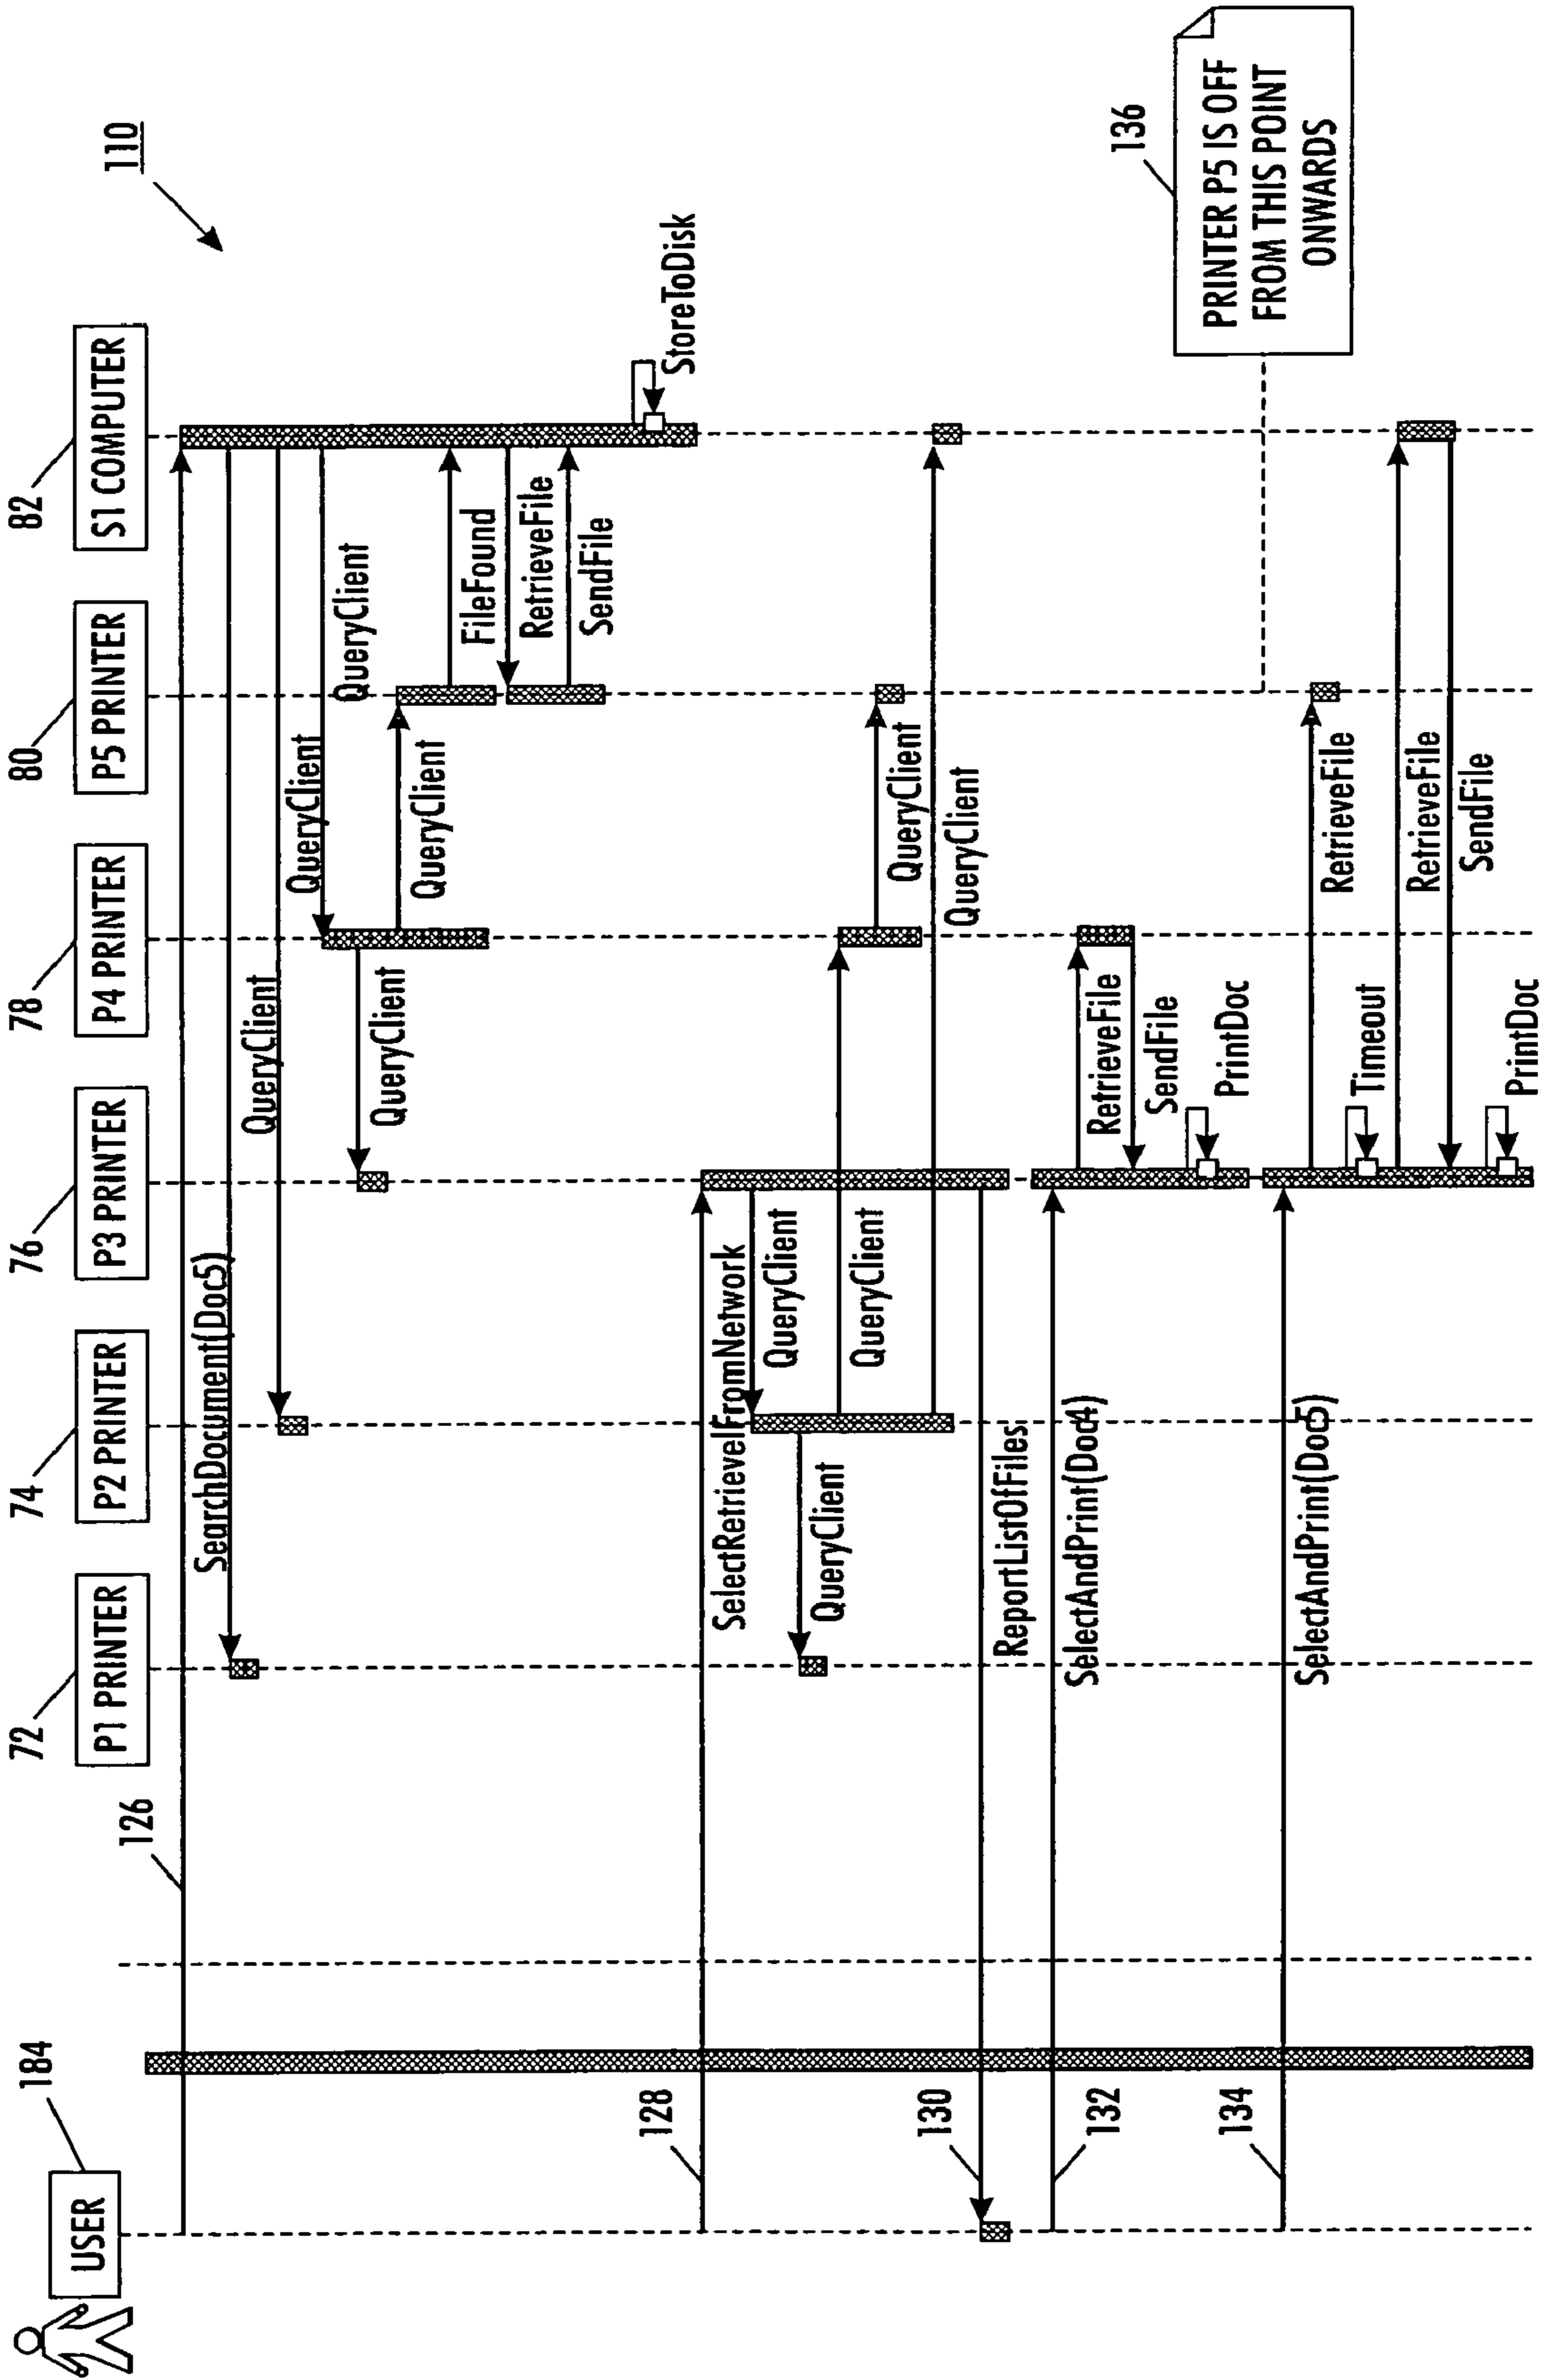 110
184
72
74
76
78
80
82
USER
P1 PRINTER
P2 PRINTER
P3 PRINTER
P4 PRINTER
P5 PRINTER
S1 COMPUTER
126
SearchDocument(Doc5)
QueryClient
QueryClient
QueryClient
QueryClient
QueryClient
FileFound
RetrieveFile
SendFile
StoreToDisk
128
SelectRetrievelFromNetwork
QueryClient
QueryClient
QueryClient
QueryClient
QueryClient
130
ReportListOfFiles
132
SelectAndPrint(Doc4)
RetrieveFile
SendFile
PrintDoc
136
PRINTER P5 IS OFF
FROM THIS POINT
ONWARDS
134
SelectAndPrint(Doc5)
RetrieveFile
Timeout
RetrieveFile
SendFile
PrintDoc